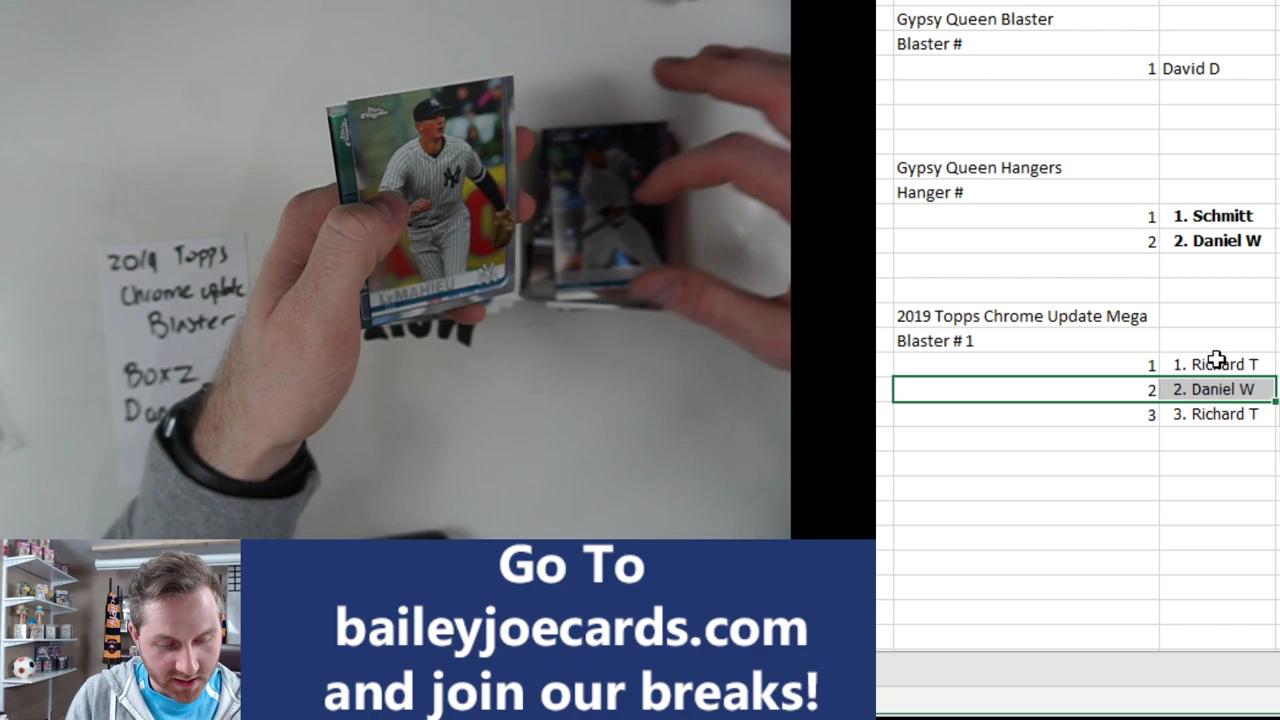 Gypsy Queen Blaster
Blaster #
1 David D
Gypsy Queen Hangers
Hanger #
1 1. Schmitt
2 2. Daniel W
2019 Topps Chrome Update Mega
Blaster # 1
1 1. Richard T
2 2. Daniel W
3 3. Richard T
LeMAHIEU
NY
2019 Topps
Chrome update
Blaster
Box 2
Go To
baileyjoecards.com
and join our breaks!